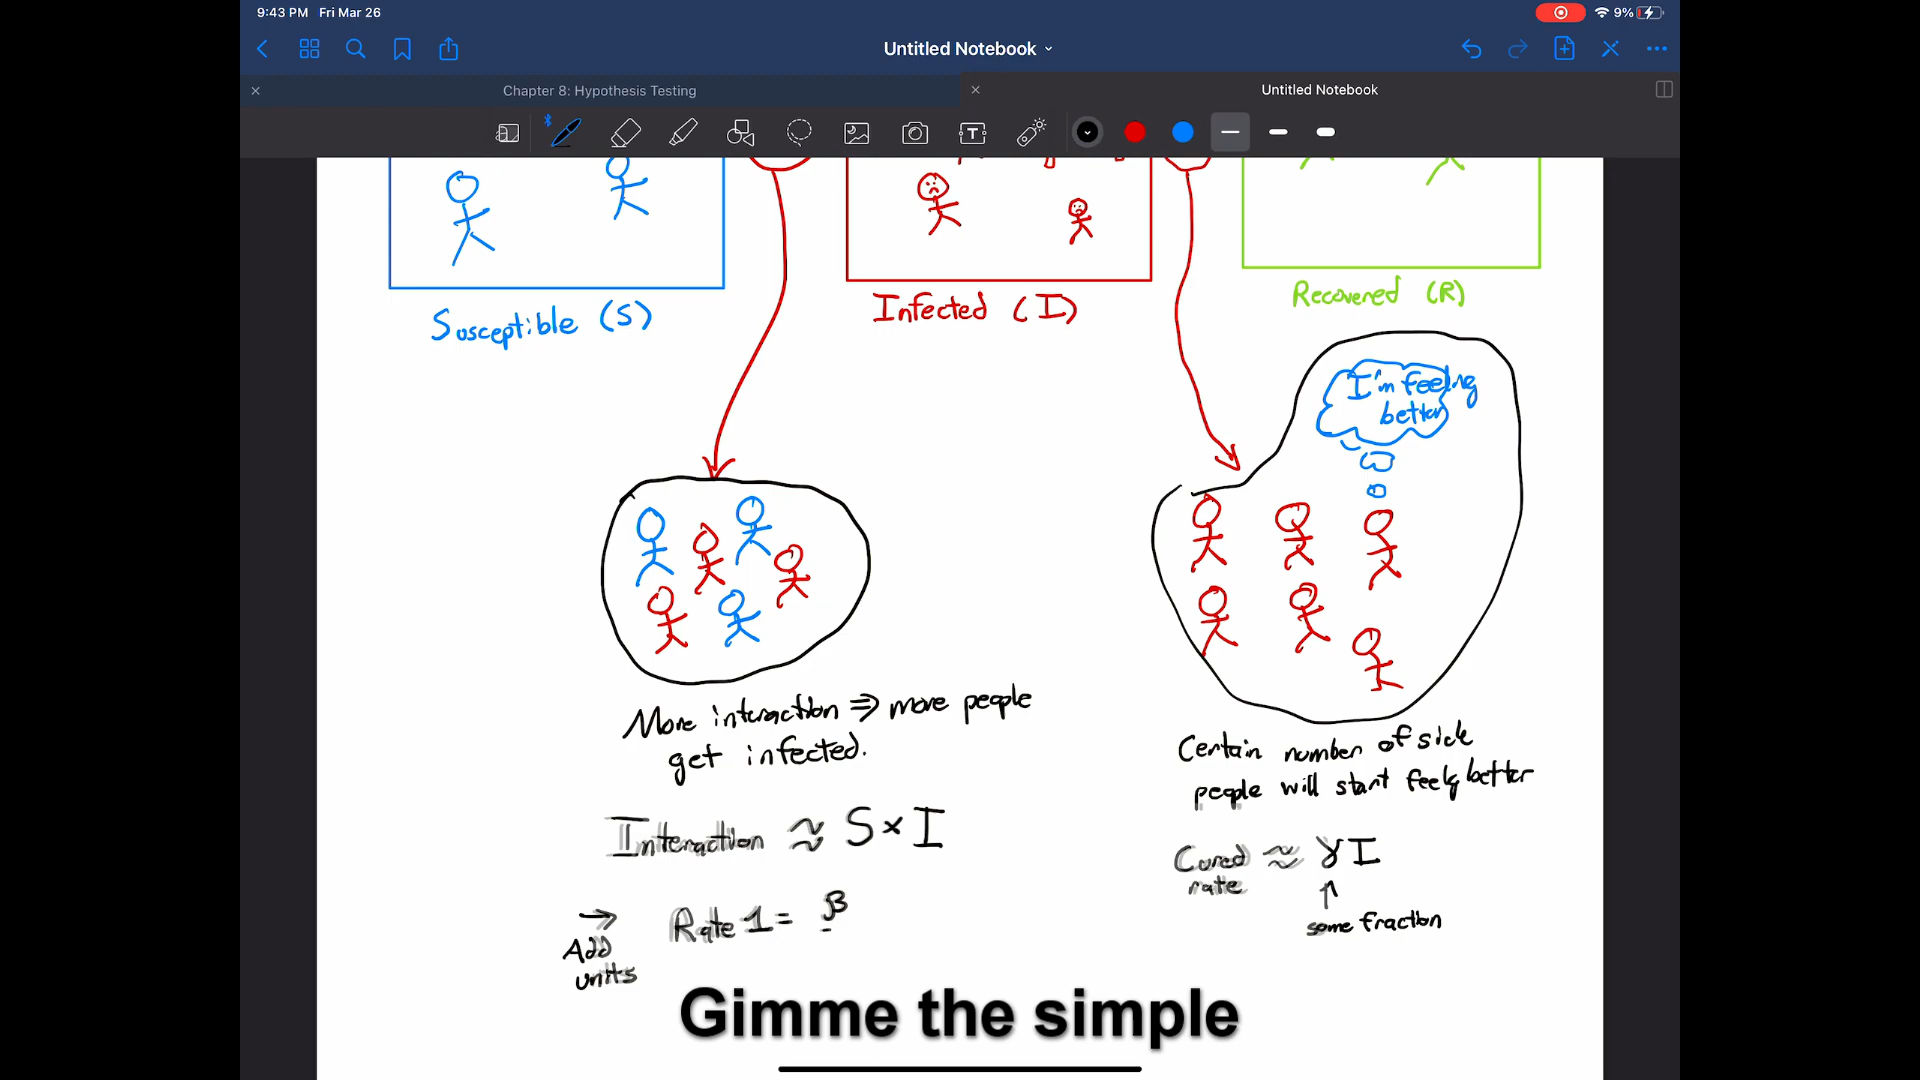 9:43 PM Fri Mar 26
9%
Untitled Notebook
Chapter 8: Hypothesis Testing
Untitled Notebook
T
Susceptible (S)
Infected (I)
Recovered (R)
I'm feeling
better
More interaction ⇒ more people
get infected.
Interaction ≈ S × I
→ Rate 1 = β
Add
units
Certain number of sick
people will start feelg better
Cured ≈ γI
rate
↑
some fraction
Gimme the simple